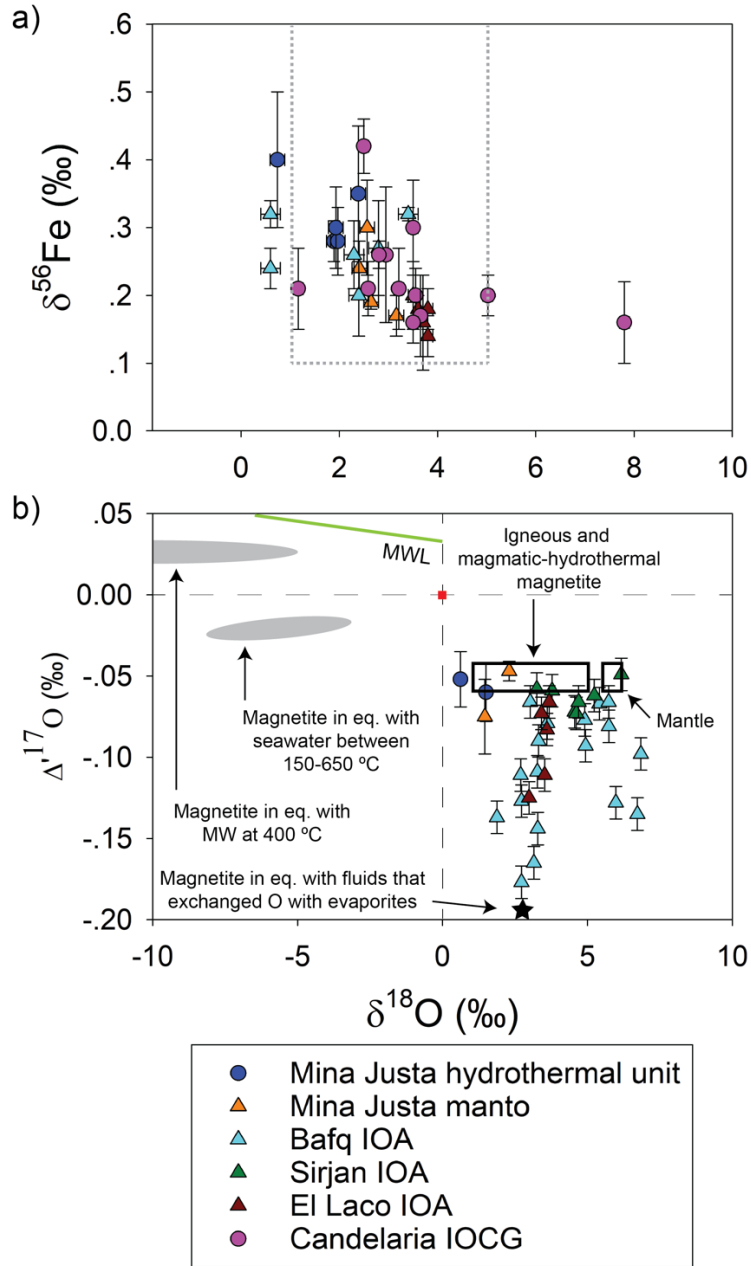 a)
.6
.5
.4
.3
.2
.1
0.0
δ56Fe (‰)
0 2 4 6 8 10
b)
.05
0.00
-.05
-.10
-.15
-.20
Δ'17O (‰)
MWL
Igneous and
magmatic-hydrothermal
magnetite
Mantle
Magnetite in eq. with
seawater between
150-650 ºC
Magnetite in eq. with
MW at 400 ºC
Magnetite in eq. with fluids that
exchanged O with evaporites
-10 -5 0 5 10
δ18O (‰)
Mina Justa hydrothermal unit
Mina Justa manto
Bafq IOA
Sirjan IOA
El Laco IOA
Candelaria IOCG